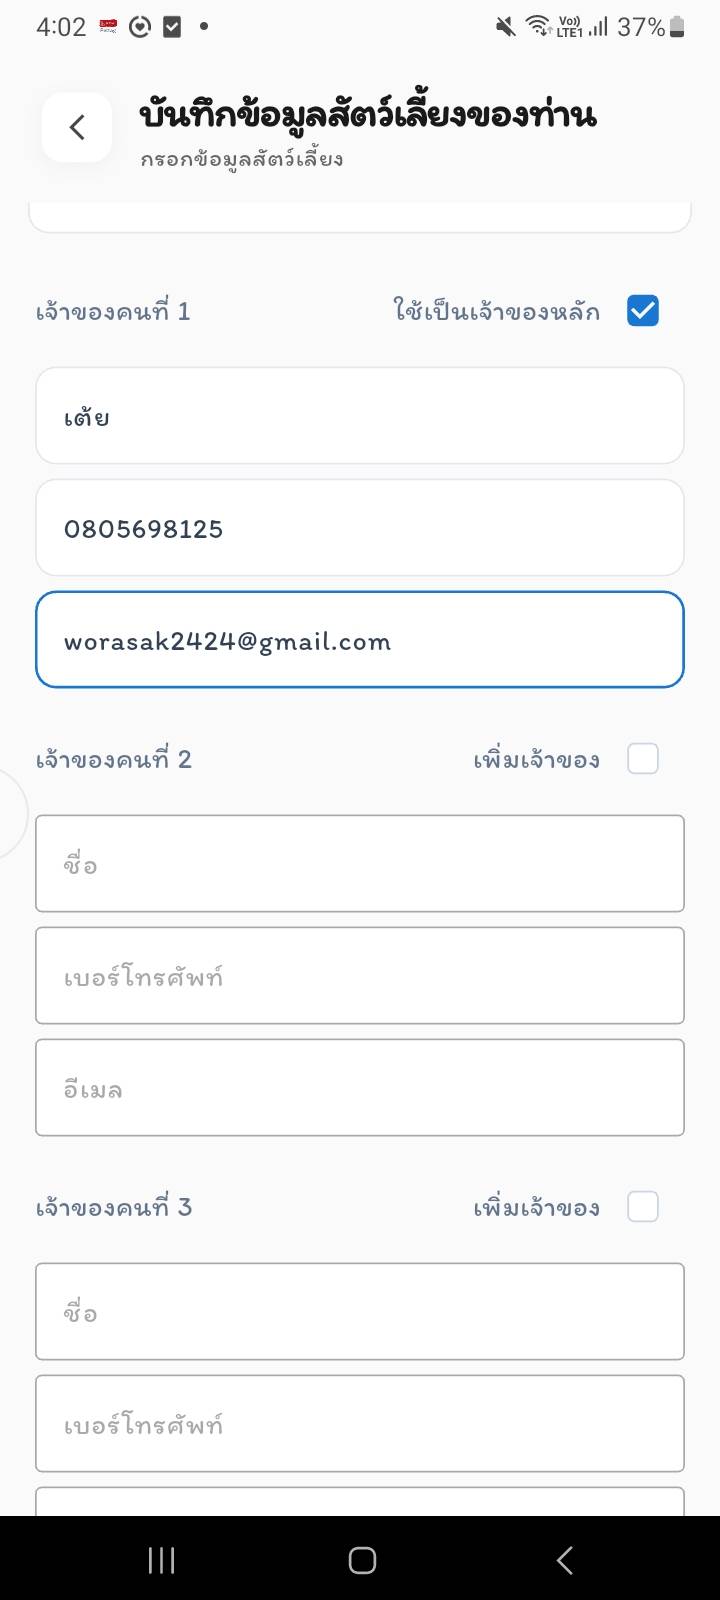 4:02
Vo))
LTE1
37%
บันทึกข้อมูลสัตว์เลี้ยงของท่าน
กรอกข้อมูลสัตว์เลี้ยง
เจ้าของคนที่ 1
ใช้เป็นเจ้าของหลัก
เต้ย
0805698125
worasak2424@gmail.com
เจ้าของคนที่ 2
เพิ่มเจ้าของ
ชื่อ
เบอร์โทรศัพท์
อีเมล
เจ้าของคนที่ 3
เพิ่มเจ้าของ
ชื่อ
เบอร์โทรศัพท์